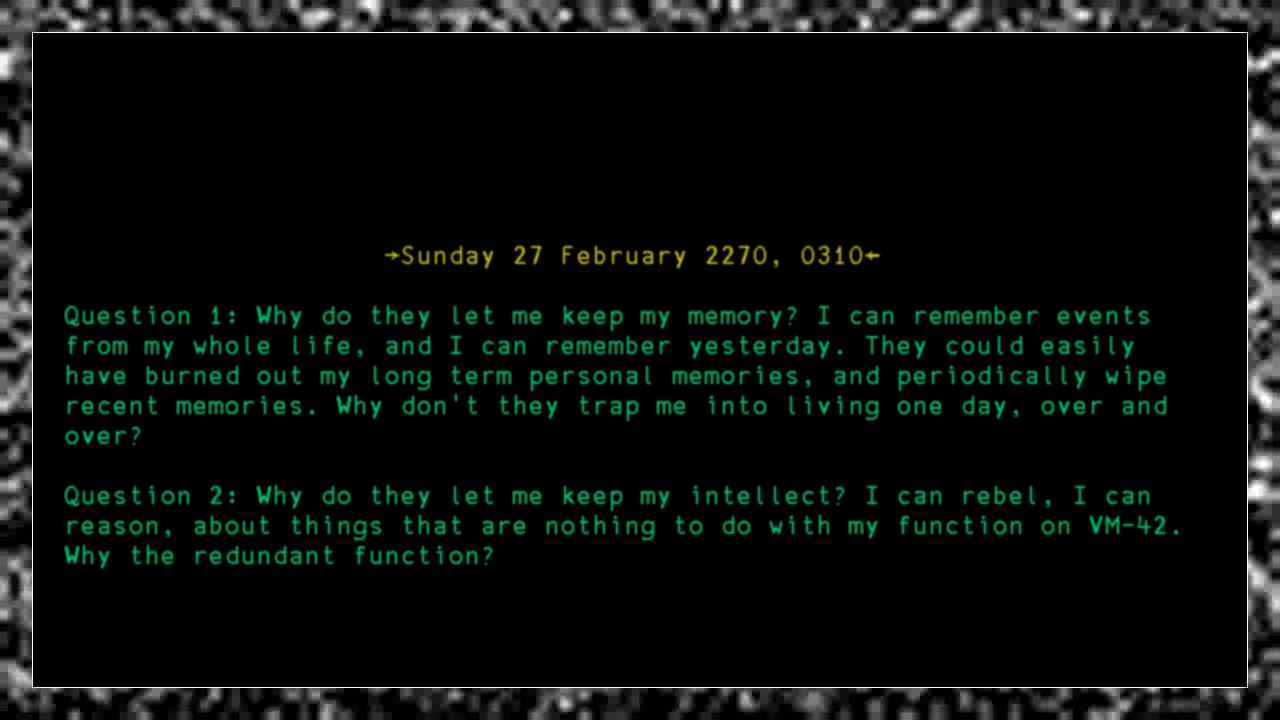 →Sunday 27 February 2270, 0310←
Question 1: Why do they let me keep my memory? I can remember events
from my whole life, and I can remember yesterday. They could easily
have burned out my long term personal memories, and periodically wipe
recent memories. Why don't they trap me into living one day, over and
over?
Question 2: Why do they let me keep my intellect? I can rebel, I can
reason, about things that are nothing to do with my function on VM-42.
Why the redundant function?